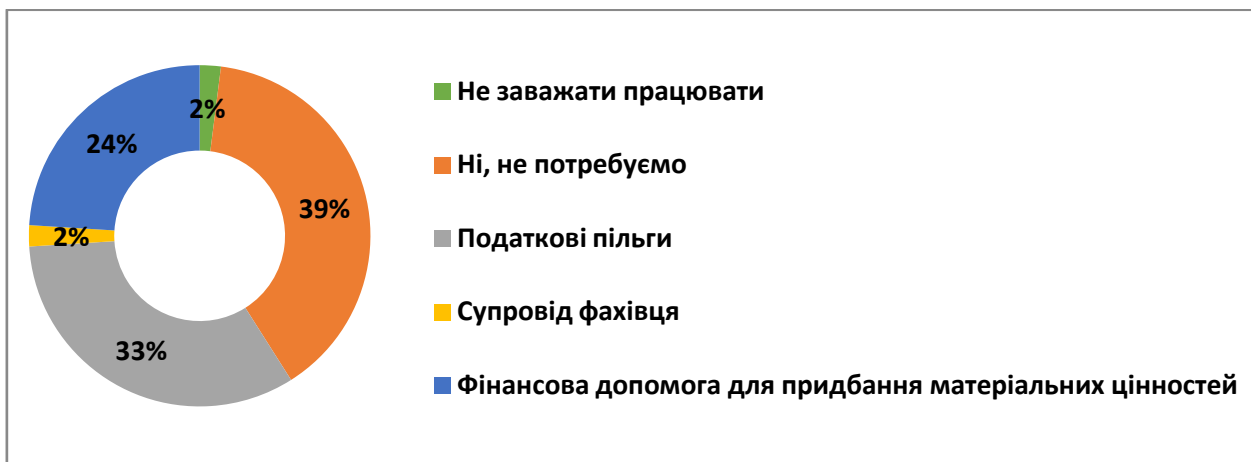 2%
Не заважати працювати
24%
Ні, не потребуємо
39%
Податкові пільги
2%
Супровід фахівця
33%
Фінансова допомога для придбання матеріальних цінностей